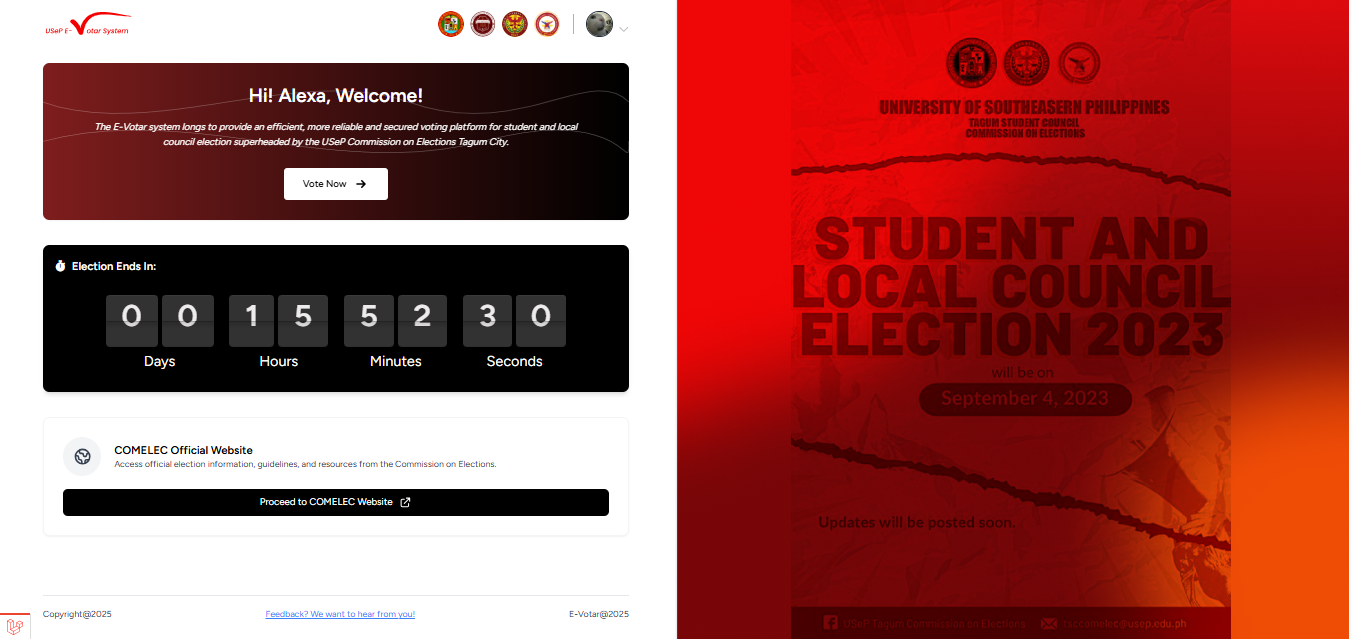 USeP E-Votar System
Hi! Alexa, Welcome!
The E-Votar system longs to provide an efficient, more reliable and secured voting platform for student and local
council election superheaded by the USeP Commission on Elections Tagum City.
Vote Now
Election Ends In:
0 0 1 5 5 2 3 0
Days Hours Minutes Seconds
COMELEC Official Website
Access official election information, guidelines, and resources from the Commission on Elections.
Proceed to COMELEC Website
Copyright@2025 Feedback? We want to hear from you! E-Votar@2025
UNIVERSITY OF SOUTHEASERN PHILIPPINES
TAGUM STUDENT COUNCIL
COMMISSION ON ELECTIONS
STUDENT AND
LOCAL COUNCIL
ELECTION 2023
will be on
September 4, 2023
Updates will be posted soon.
USeP Tagum Commission on Elections tsccomelec@usep.edu.ph